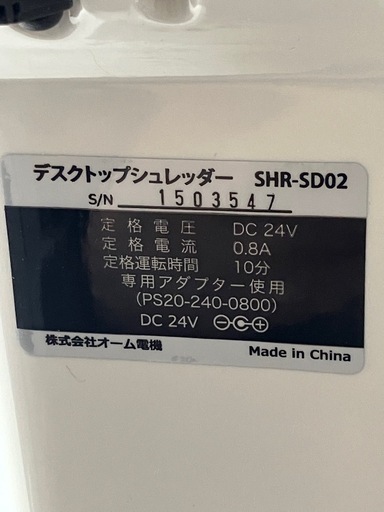 デスクトップシュレッダー SHR-SD02
S/N 1503547
定格電圧 DC 24V
定格電流 0.8A
定格運転時間 10分
専用アダプター使用
(PS20-240-0800)
DC 24V
株式会社オーム電機 Made in China